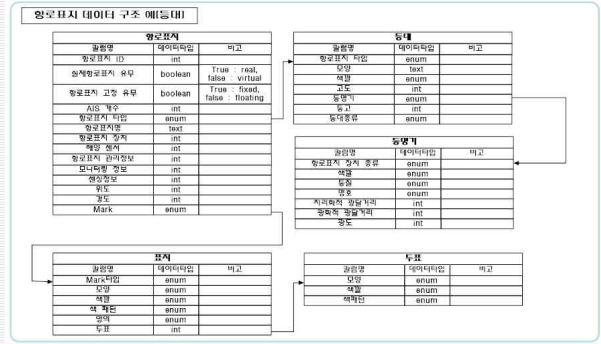 항로표지 데이터 구조 예(등대)
항로표지
컬럼명 데이터타입 비고
항로표지 ID int
실제항로표지 유무 boolean True : real, false : virtual
항로표지 고정 유무 boolean True : fixed, false : floating
AIS 개수 int
항로표지 타입 enum
항로표지명 text
항로표지 장치 int
해양 센서 int
항로표지 관리정보 int
모니터링 정보 int
센싱정보 int
위도 int
경도 int
Mark enum
등대
컬럼명 데이터타입 비고
항로표지 타입 enum
모양 text
색깔 enum
고도 int
등명기 enum
등고 int
등대종류 enum
등명기
컬럼명 데이터타입 비고
항로표지 장치 종류 enum
색깔 enum
등질 enum
명호 enum
지리학적 광달거리 int
광학적 광달거리 int
광도 int
표지
컬럼명 데이터타입 비고
Mark타입 enum
모양 enum
색깔 enum
색 패턴 enum
영역 enum
두표 int
두표
컬럼명 데이터타입 비고
모양 enum
색깔 enum
색패턴 enum